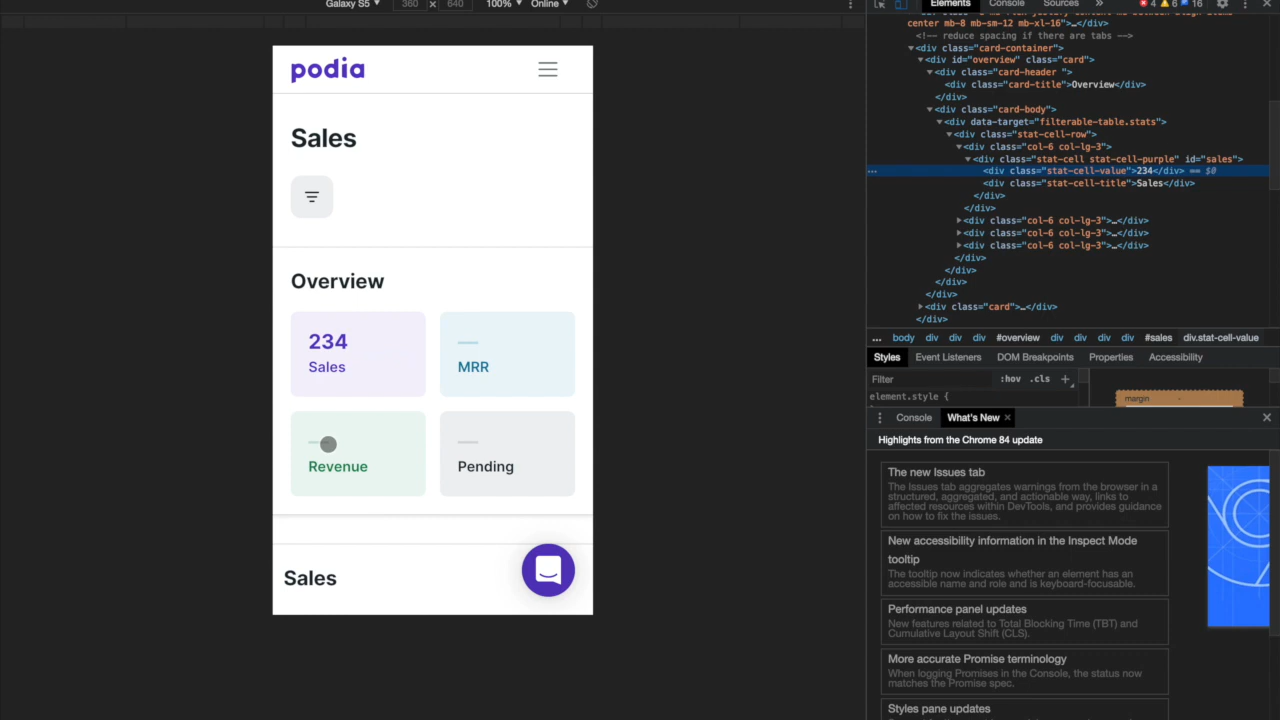 Galaxy S5 ▼ 360 × 640 100% ▼ Online ▼
podia
Sales
Overview
234
Sales
MRR
Revenue
Pending
Sales
Elements Console Sources » 4 6 16
center mb-8 mb-sm-12 mb-xl-16">…</div>
<!-- reduce spacing if there are tabs -->
▼<div class="card-container">
▼<div id="overview" class="card">
▼<div class="card-header ">
<div class="card-title">Overview</div>
</div>
▼<div class="card-body">
▼<div data-target="filterable-table.stats">
▼<div class="stat-cell-row">
▼<div class="col-6 col-lg-3">
▼<div class="stat-cell stat-cell-purple" id="sales">
… <div class="stat-cell-value">234</div> == $0
<div class="stat-cell-title">Sales</div>
</div>
</div>
▶<div class="col-6 col-lg-3">…</div>
▶<div class="col-6 col-lg-3">…</div>
▶<div class="col-6 col-lg-3">…</div>
</div>
</div>
</div>
</div>
▶<div class="card">…</div>
</div>
… body div div div #overview div div div div #sales div.stat-cell-value
Styles Event Listeners DOM Breakpoints Properties Accessibility
Filter :hov .cls +
element.style {
margin -
Console What's New ×
Highlights from the Chrome 84 update
The new Issues tab
The Issues tab aggregates warnings from the browser in a
structured, aggregated, and actionable way, links to
affected resources within DevTools, and provides guidance
on how to fix the issues.
New accessibility information in the Inspect Mode
tooltip
The tooltip now indicates whether an element has an
accessible name and role and is keyboard-focusable.
Performance panel updates
New features related to Total Blocking Time (TBT) and
Cumulative Layout Shift (CLS).
More accurate Promise terminology
When logging Promises in the Console, the status now
matches the Promise spec.
Styles pane updates